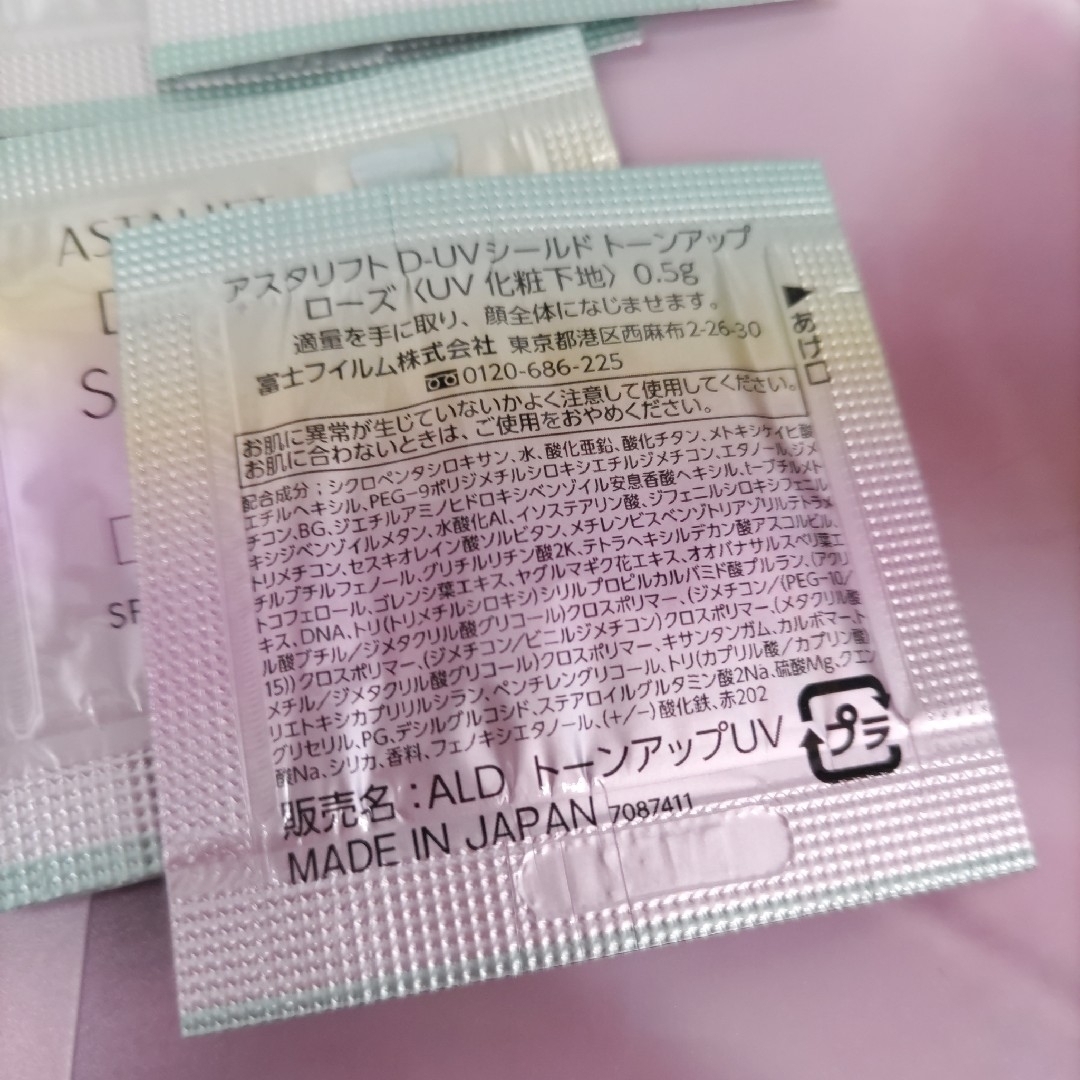 アスタリフト D-UVシールド トーンアップ
ローズ〈UV 化粧下地〉0.5g
適量を手に取り、顔全体になじませます。
富士フイルム株式会社 東京都港区西麻布2-26-30
0120-686-225
▶あけ口
お肌に異常が生じていないかよく注意して使用してください。
お肌に合わないときは、ご使用をおやめください。
配合成分：シクロペンタシロキサン、水、酸化亜鉛、酸化チタン、メトキシケイヒ酸
エチルヘキシル、PEG-9ポリジメチルシロキシエチルジメチコン、エタノール、ジメ
チコン、BG、ジエチルアミノヒドロキシベンゾイル安息香酸ヘキシル、t-ブチルメト
キシジベンゾイルメタン、水酸化Al、イソステアリン酸、ジフェニルシロキシフェニル
トリメチコン、セスキオレイン酸ソルビタン、メチレンビスベンゾトリアゾリルテトラメ
チルブチルフェノール、グリチルリチン酸2K、テトラヘキシルデカン酸アスコルビル、
トコフェロール、ゴレンシ葉エキス、ヤグルマギク花エキス、オオバナサルスベリ葉エ
キス、DNA、トリ(トリメチルシロキシ)シリルプロピルカルバミド酸プルラン、(アクリ
ル酸ブチル/ジメタクリル酸グリコール)クロスポリマー、(ジメチコン/(PEG-10/
15))クロスポリマー、(ジメチコン/ビニルジメチコン)クロスポリマー、(メタクリル酸
メチル/ジメタクリル酸グリコール)クロスポリマー、キサンタンガム、カルボマー、ト
リエトキシカプリリルシラン、ペンチレングリコール、トリ(カプリル酸/カプリン酸)
グリセリル、PG、デシルグルコシド、ステアロイルグルタミン酸2Na、硫酸Mg、クエン
酸Na、シリカ、香料、フェノキシエタノール、(+/−)酸化鉄、赤202
販売名：ALD トーンアップUV
プラ
MADE IN JAPAN 7087411